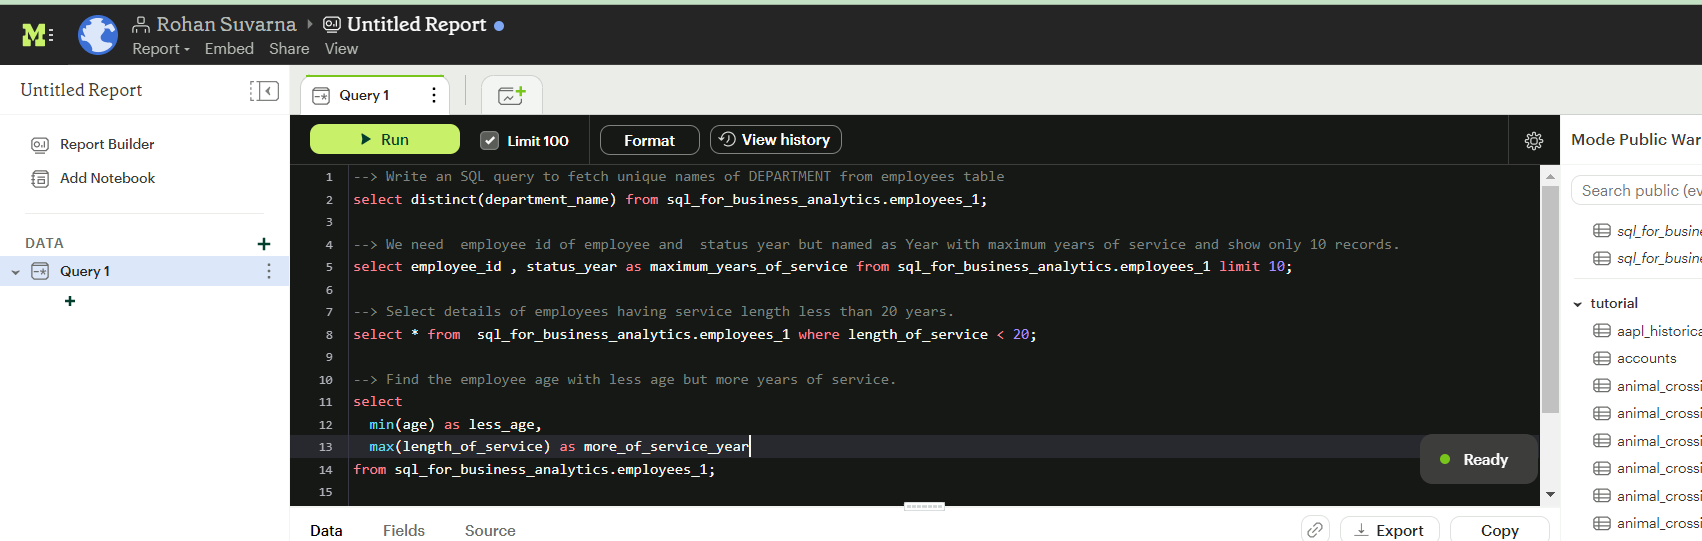 Rohan Suvarna › Untitled Report
Report Embed Share View
Untitled Report
Query 1
Report Builder
Add Notebook
DATA
Query 1
Run
Limit 100
Format
View history
Mode Public War
1 --> Write an SQL query to fetch unique names of DEPARTMENT from employees table
2 select distinct(department_name) from sql_for_business_analytics.employees_1;
3
4 --> We need  employee id of employee and  status year but named as Year with maximum years of service and show only 10 records.
5 select employee_id , status_year as maximum_years_of_service from sql_for_business_analytics.employees_1 limit 10;
6
7 --> Select details of employees having service length less than 20 years.
8 select * from  sql_for_business_analytics.employees_1 where length_of_service < 20;
9
10 --> Find the employee age with less age but more years of service.
11 select
12   min(age) as less_age,
13   max(length_of_service) as more_of_service_year
14 from sql_for_business_analytics.employees_1;
15
Ready
Search public (ev
sql_for_busine
sql_for_busine
tutorial
aapl_historica
accounts
animal_crossi
animal_crossi
animal_crossi
animal_crossi
animal_crossi
animal_crossi
Data Fields Source
Export
Copy